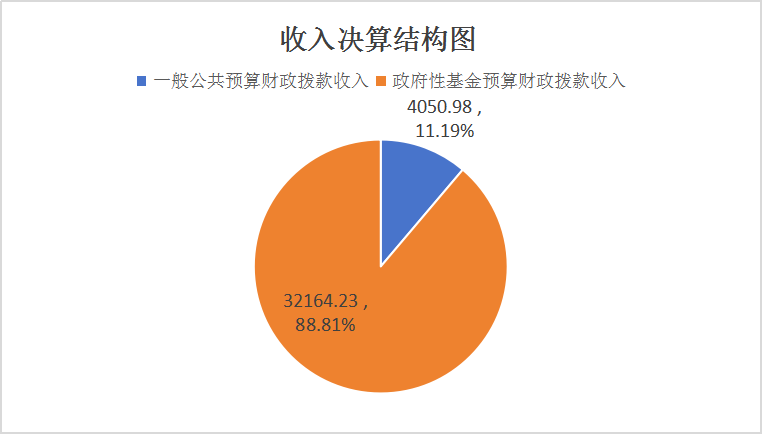 收入决算结构图
一般公共预算财政拨款收入 政府性基金预算财政拨款收入
4050.98 ,
11.19%
32164.23 ,
88.81%